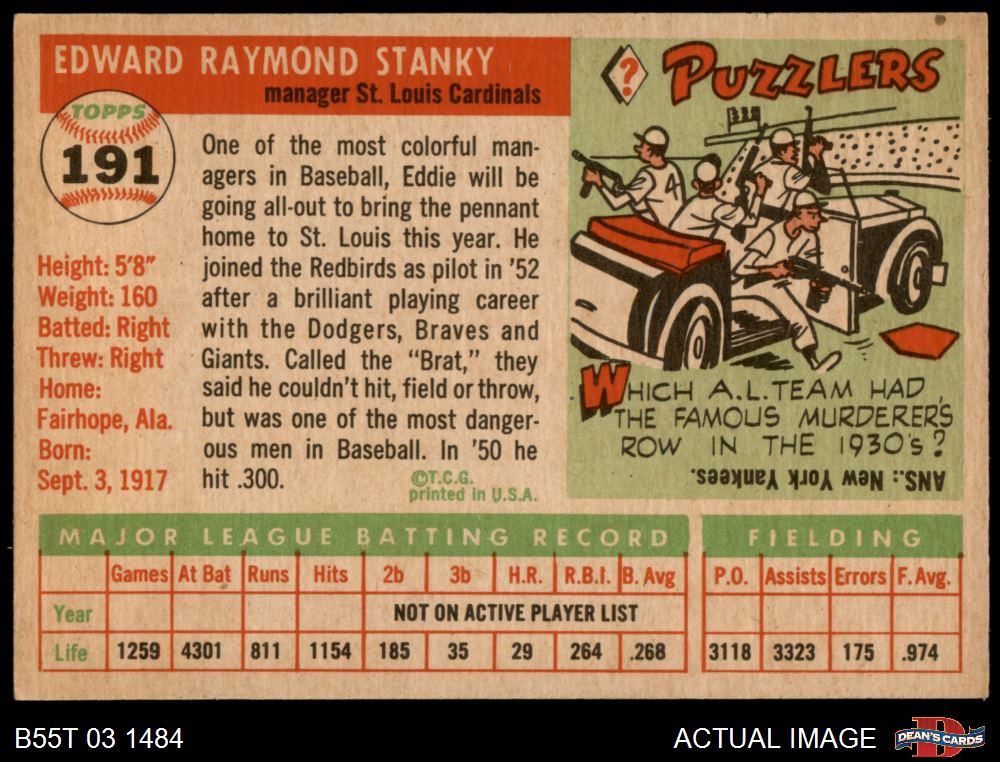 EDWARD RAYMOND STANKY
manager St. Louis Cardinals
TOPPS
191
Height: 5'8"
Weight: 160
Batted: Right
Threw: Right
Home:
Fairhope, Ala.
Born:
Sept. 3, 1917
One of the most colorful man-
agers in Baseball, Eddie will be
going all-out to bring the pennant
home to St. Louis this year. He
joined the Redbirds as pilot in '52
after a brilliant playing career
with the Dodgers, Braves and
Giants. Called the "Brat," they
said he couldn't hit, field or throw,
but was one of the most danger-
ous men in Baseball. In '50 he
hit .300.
©T.C.G.
printed in U.S.A.
? PUZZLERS
4
WHICH A.L. TEAM HAD
THE FAMOUS MURDERER'S
ROW IN THE 1930's?
ANS.: New York Yankees.
MAJOR LEAGUE BATTING RECORD FIELDING
Games At Bat Runs Hits 2b 3b H.R. R.B.I. B. Avg P.O. Assists Errors F. Avg.
Year NOT ON ACTIVE PLAYER LIST
Life 1259 4301 811 1154 185 35 29 264 .268 3118 3323 175 .974
B55T 03 1484 ACTUAL IMAGE DEAN'S CARDS